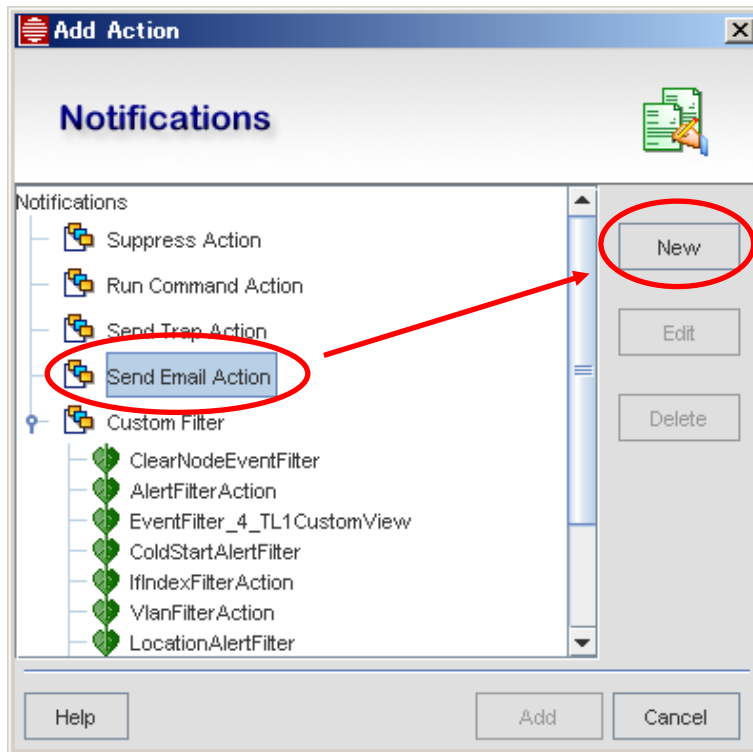 Add Action
Notifications
Notifications
Suppress Action
Run Command Action
Send Trap Action
Send Email Action
Custom Filter
ClearNodeEventFilter
AlertFilterAction
EventFilter_4_TL1CustomView
ColdStartAlertFilter
IfIndexFilterAction
VlanFilterAction
LocationAlertFilter
New
Edit
Delete
Help
Add
Cancel